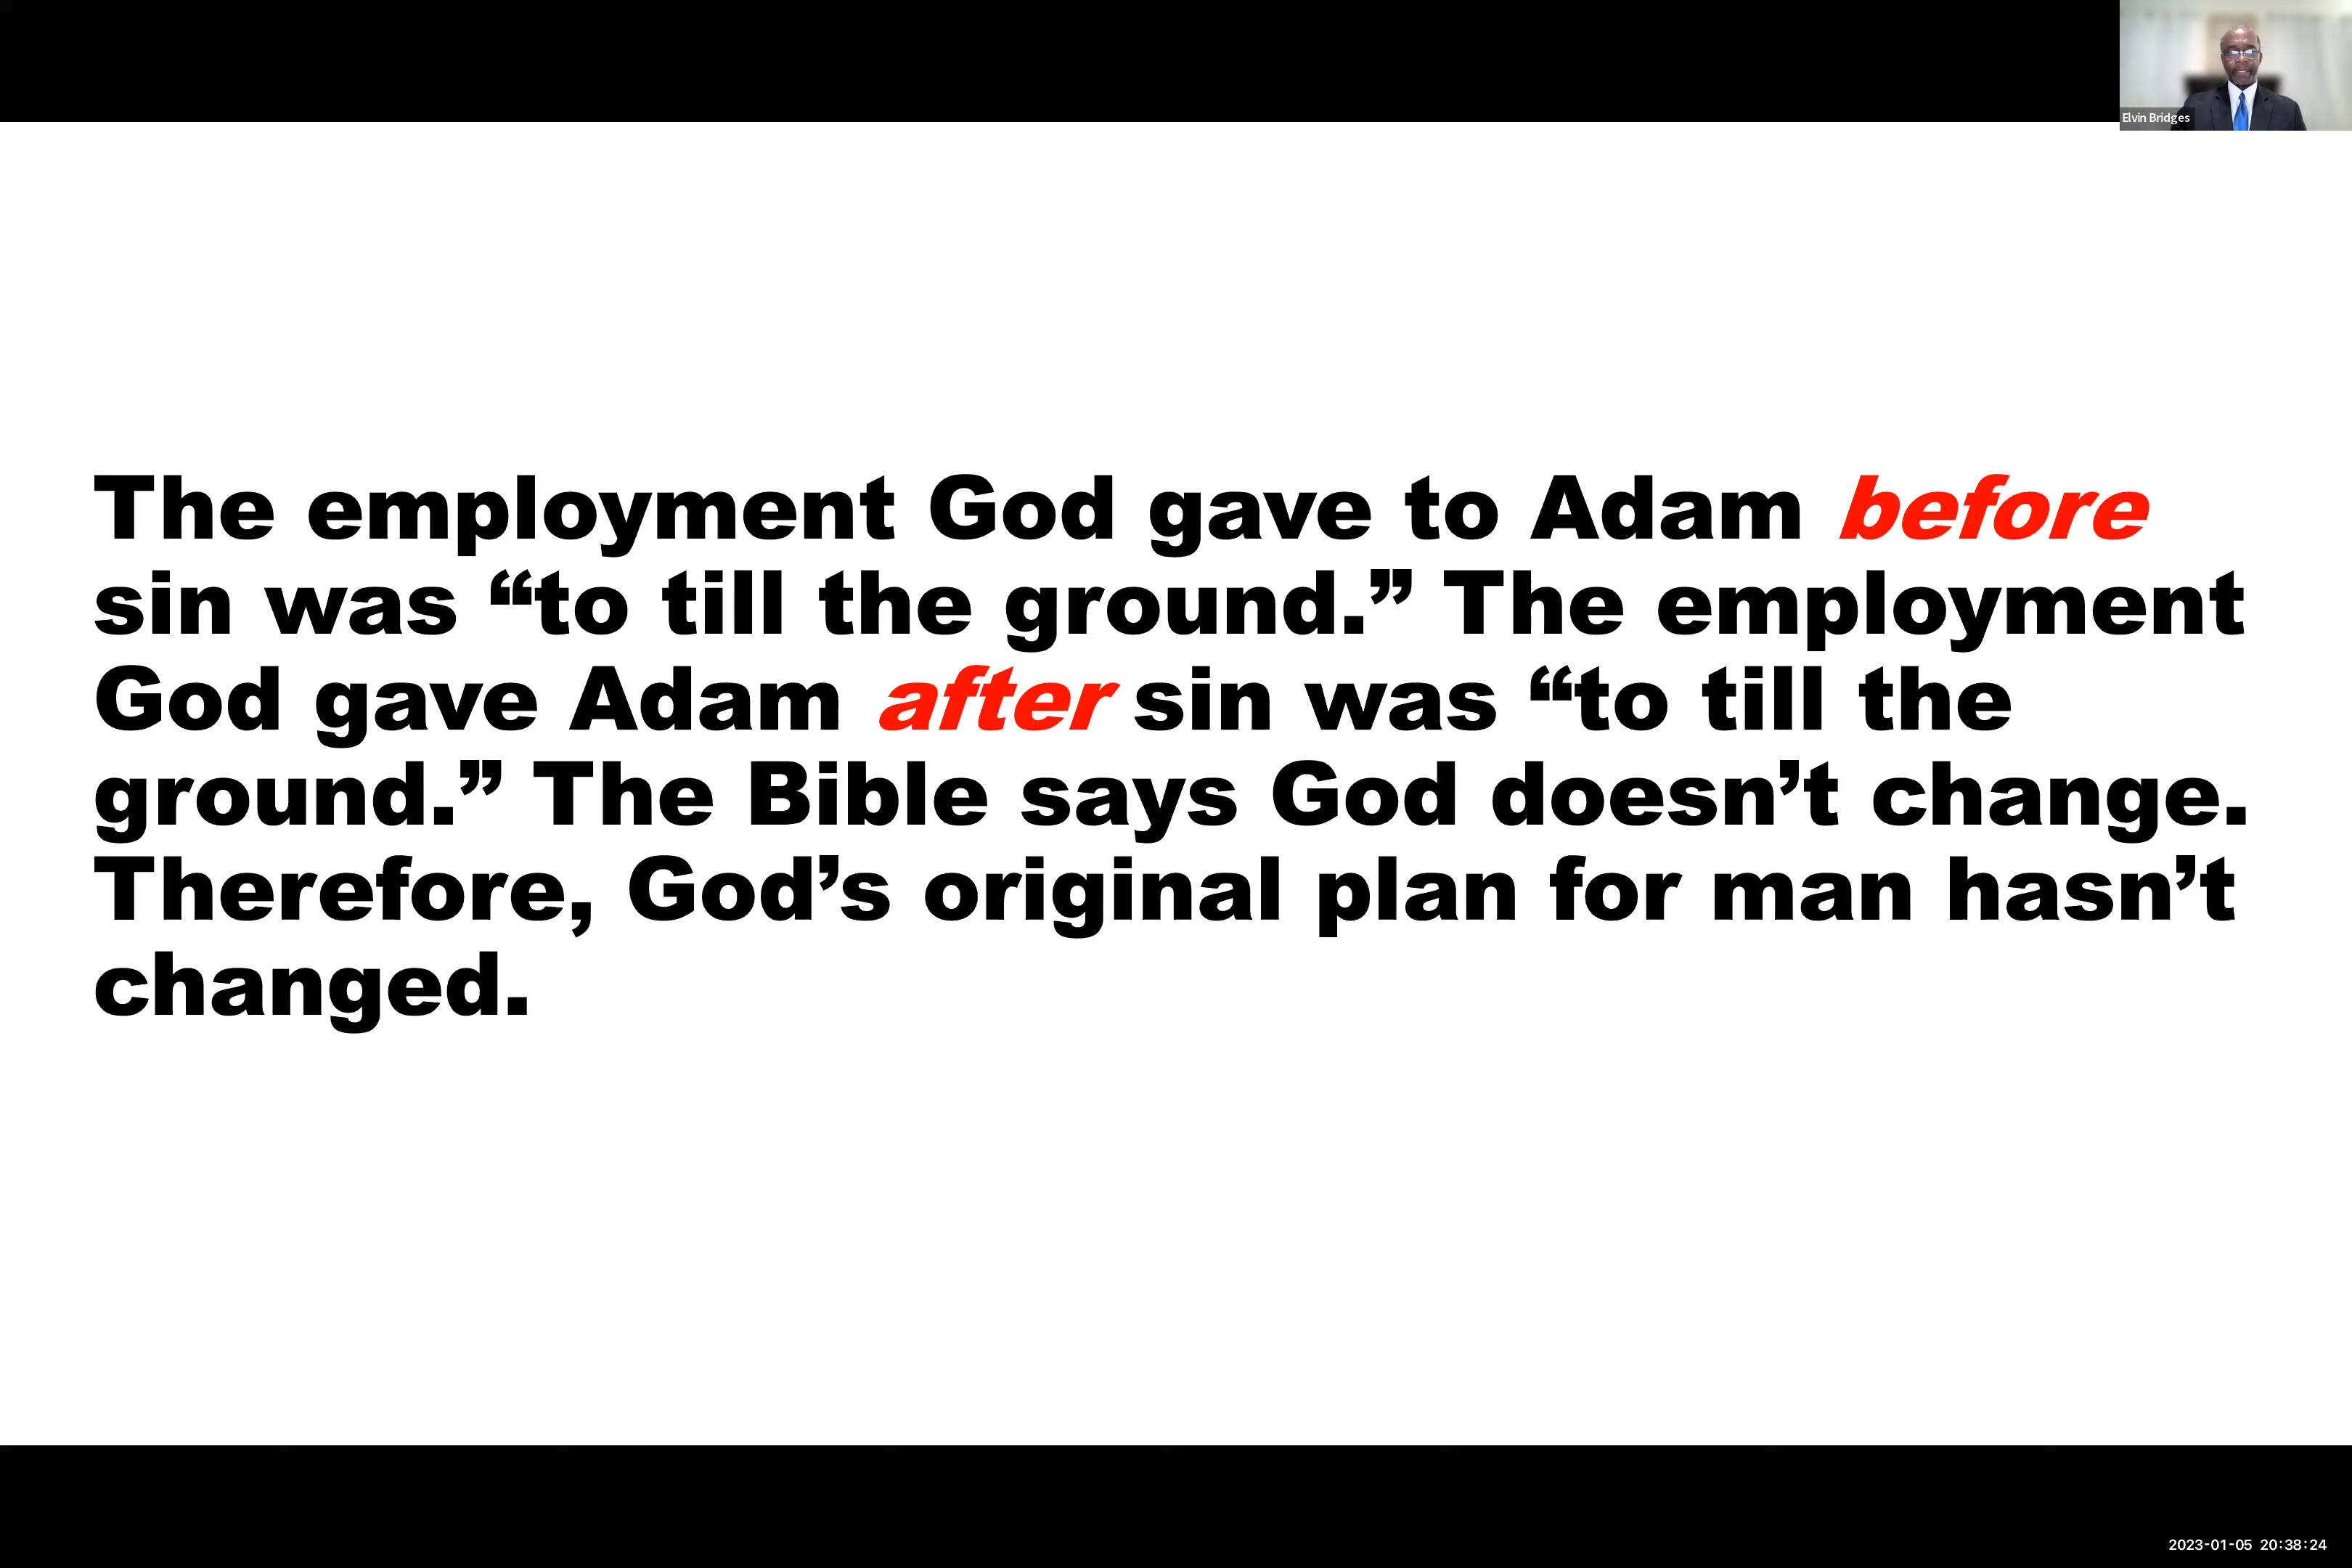 Elvin Bridges
The employment God gave to Adam before
sin was “to till the ground.” The employment
God gave Adam after sin was “to till the
ground.” The Bible says God doesn’t change.
Therefore, God’s original plan for man hasn’t
changed.
2023-01-05 20:38:24